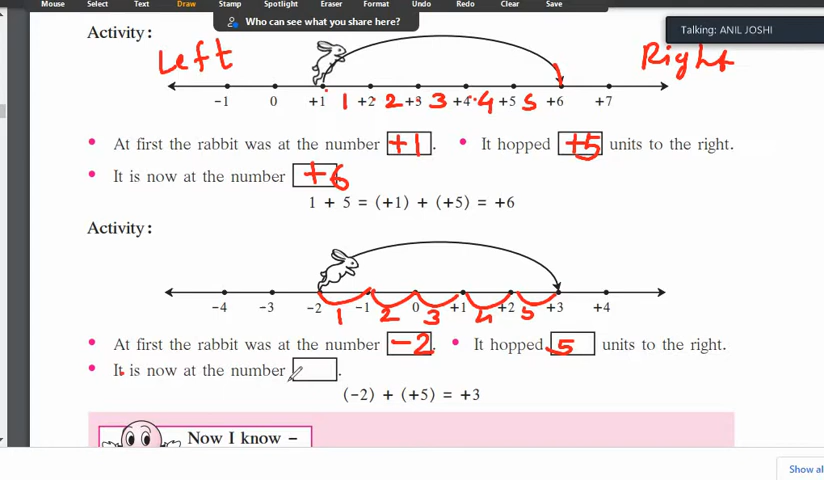 Mouse Select Text Draw Stamp Spotlight Eraser Format Undo Redo Clear Save
Who can see what you share here?
Talking: ANIL JOSHI
Activity:
Left Right
-1 0 +1 +2 +3 +4 +5 +6 +7
1 2 3 4 5
• At first the rabbit was at the number +1. • It hopped +5 units to the right.
• It is now at the number +6
1 + 5 = (+1) + (+5) = +6
Activity:
-4 -3 -2 -1 0 +1 +2 +3 +4
1 2 3 4 5
• At first the rabbit was at the number -2. • It hopped 5 units to the right.
• It is now at the number .
(-2) + (+5) = +3
Now I know –
Show al